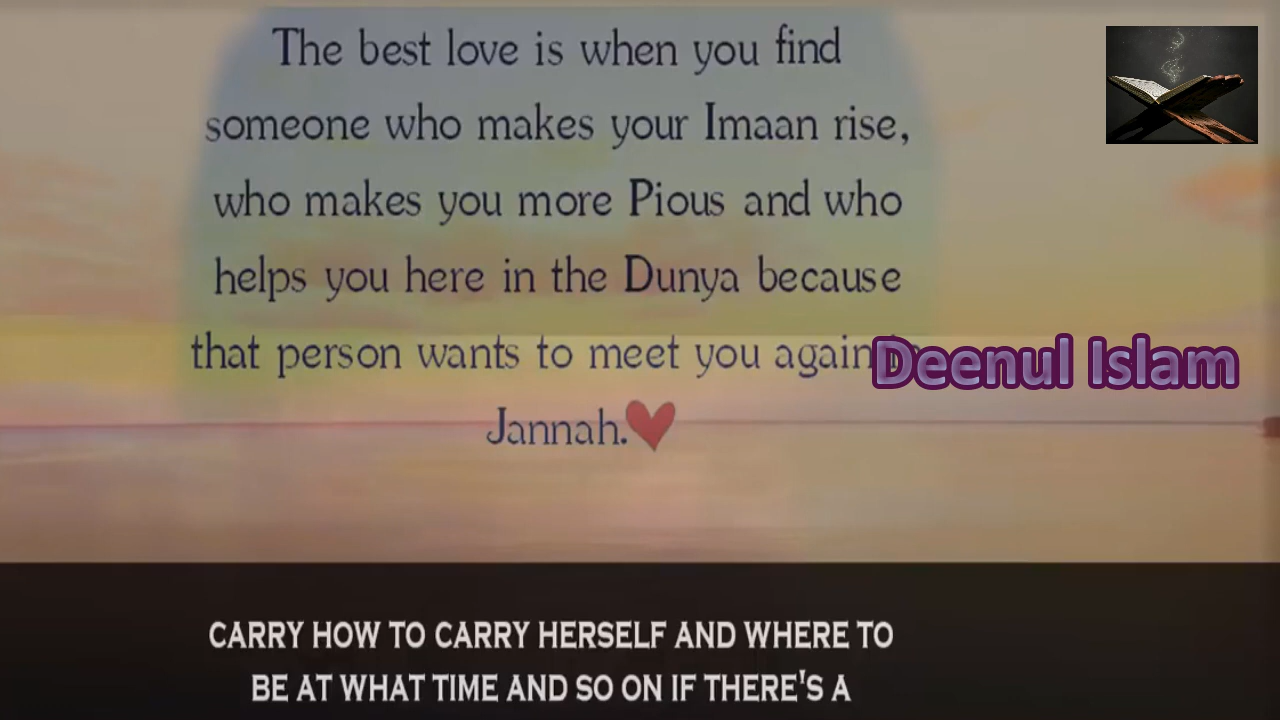 The best love is when you find
someone who makes your Imaan rise,
who makes you more Pious and who
helps you here in the Dunya because
that person wants to meet you again
Deenul Islam
Jannah.
CARRY HOW TO CARRY HERSELF AND WHERE TO
BE AT WHAT TIME AND SO ON IF THERE'S A